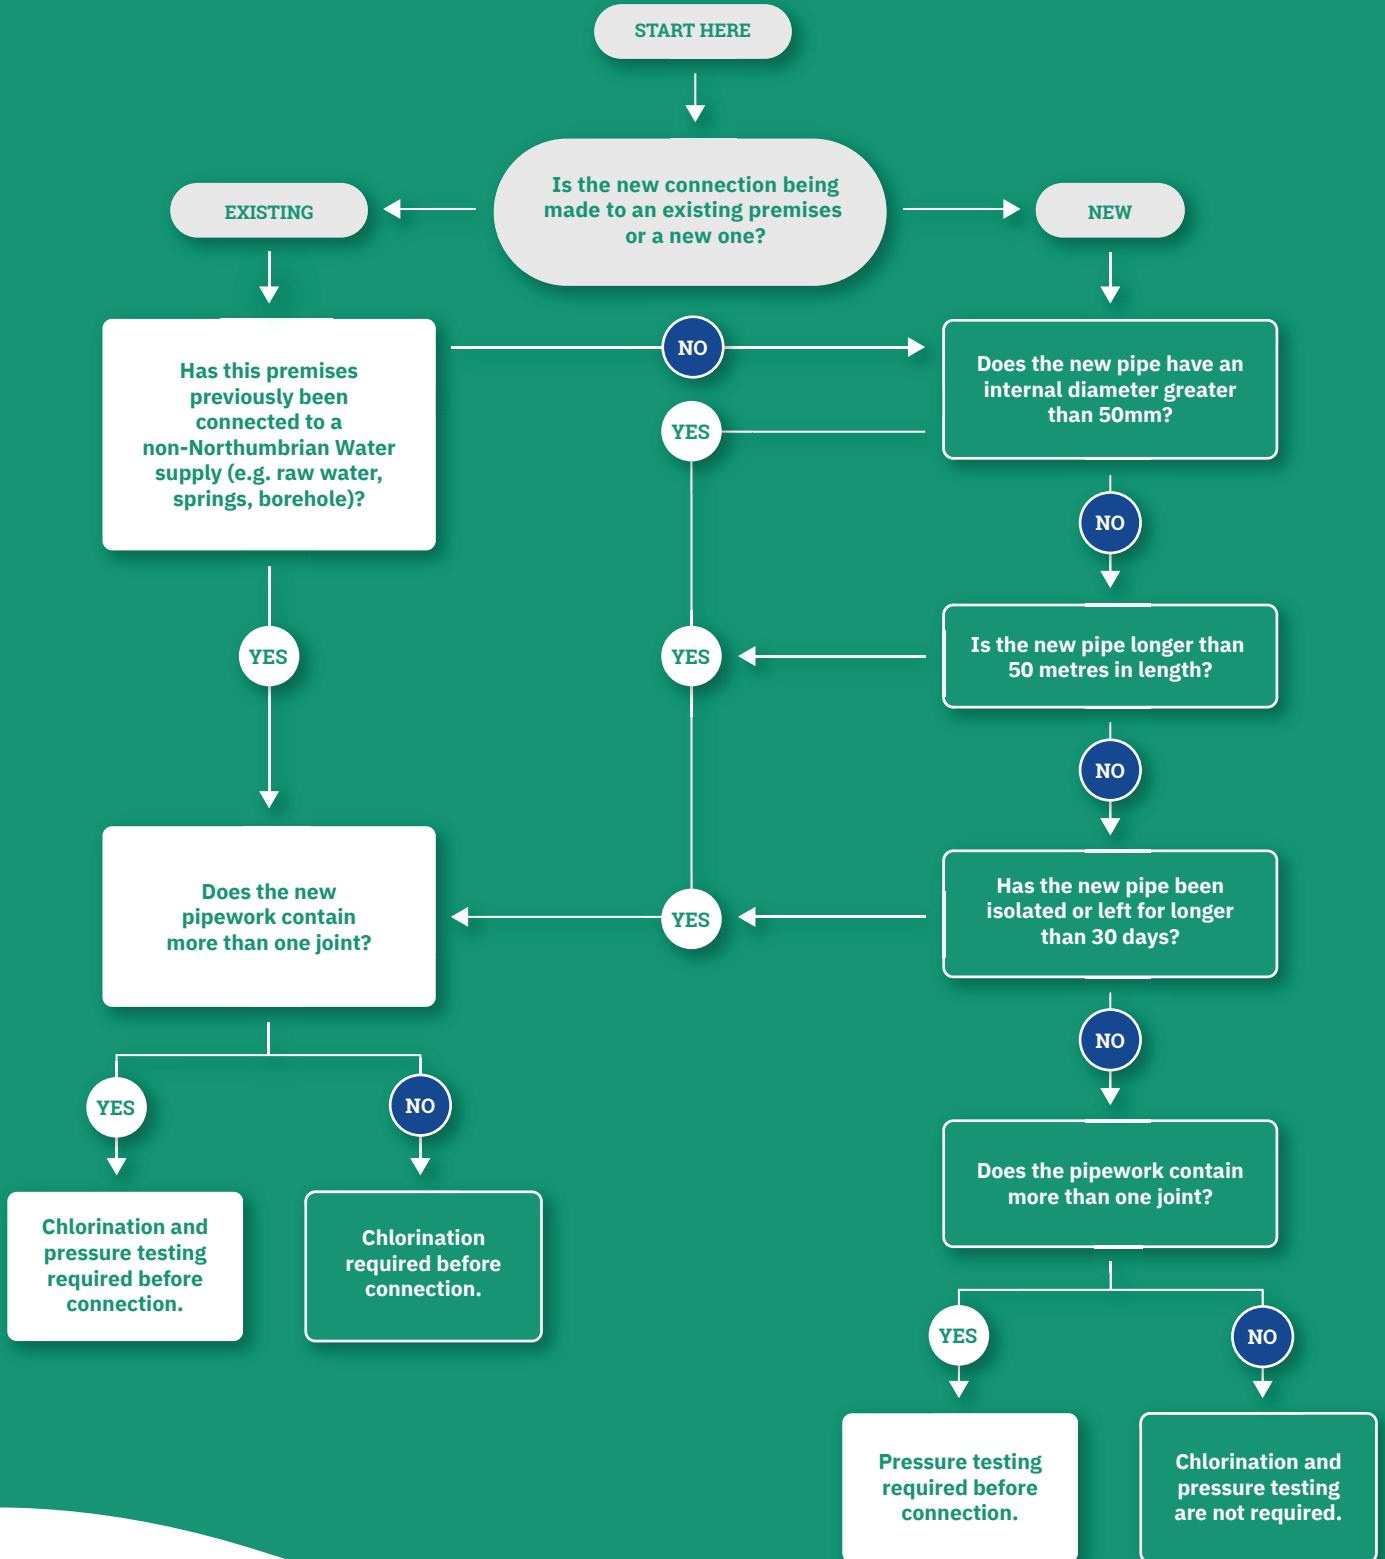 START HERE
Is the new connection being
made to an existing premises
or a new one?
EXISTING
NEW
Has this premises
previously been
connected to a
non-Northumbrian Water
supply (e.g. raw water,
springs, borehole)?
NO
Does the new pipe have an
internal diameter greater
than 50mm?
YES
NO
YES
YES
Is the new pipe longer than
50 metres in length?
NO
Does the new
pipework contain
more than one joint?
YES
Has the new pipe been
isolated or left for longer
than 30 days?
NO
YES
NO
Does the pipework contain
more than one joint?
Chlorination and
pressure testing
required before
connection.
Chlorination
required before
connection.
YES
NO
Pressure testing
required before
connection.
Chlorination and
pressure testing
are not required.